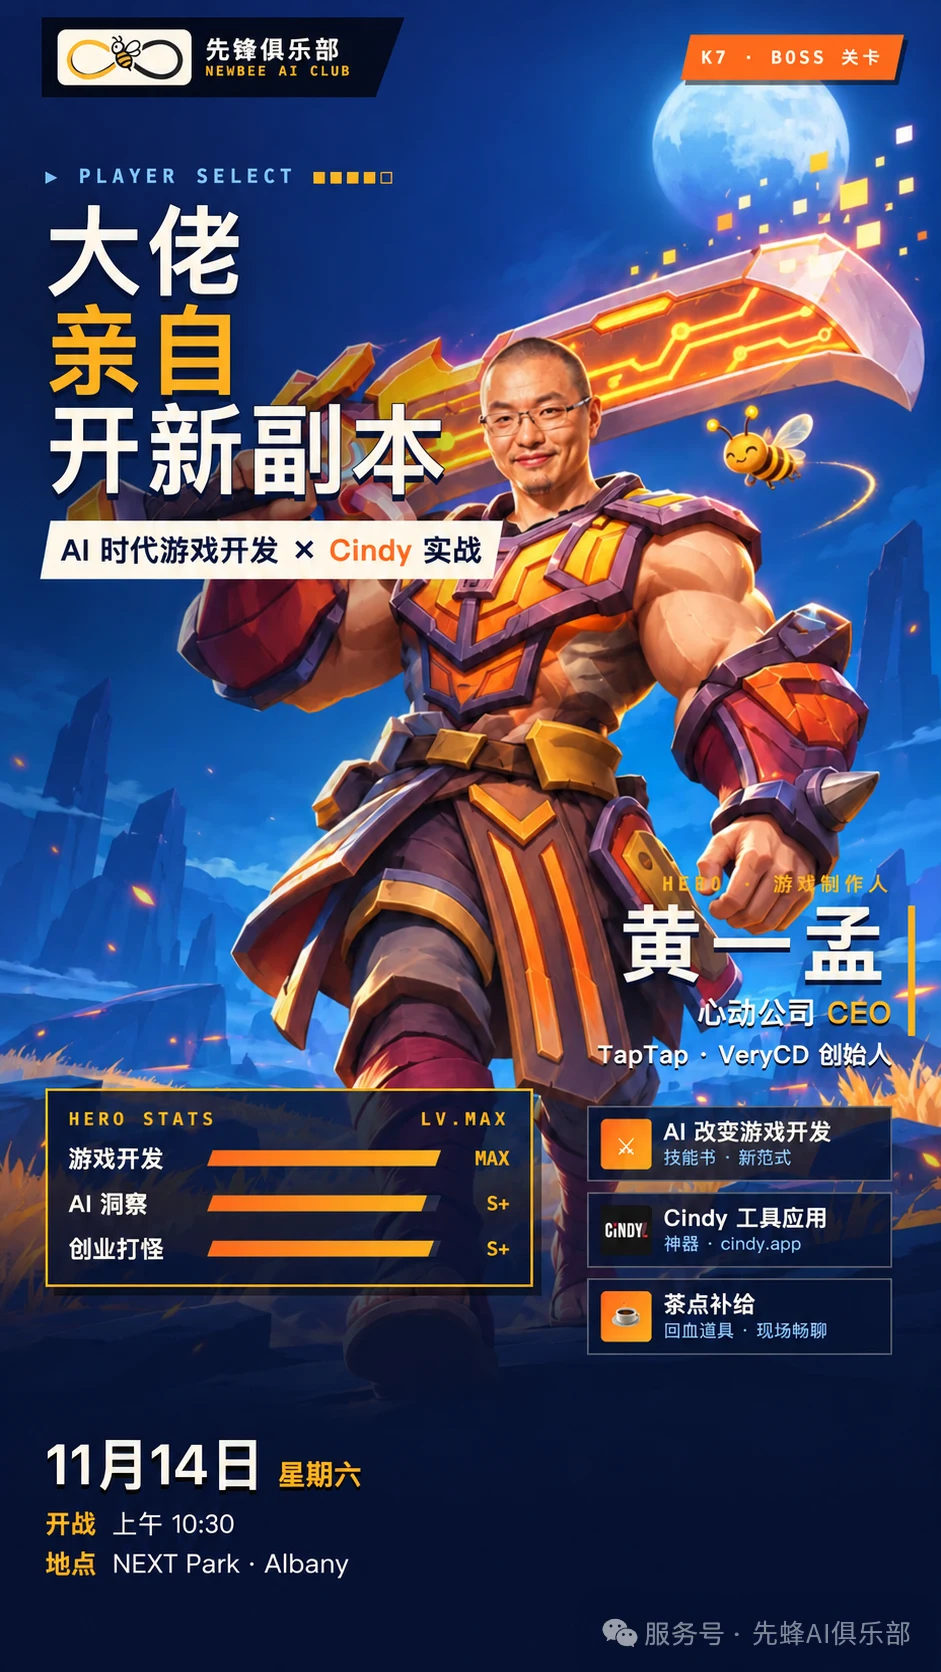 先锋俱乐部
NEWBEE AI CLUB
K7 · BOSS 关卡
▶ PLAYER SELECT
大佬
亲自
开新副本
AI 时代游戏开发 × Cindy 实战
HERO · 游戏制作人
黄一孟
心动公司 CEO
TapTap · VeryCD 创始人
HERO STATS LV.MAX
游戏开发 MAX
AI 洞察 S+
创业打怪 S+
AI 改变游戏开发
技能书 · 新范式
CINDY
Cindy 工具应用
神器 · cindy.app
茶点补给
回血道具 · 现场畅聊
11月14日 星期六
开战 上午 10:30
地点 NEXT Park · Albany
服务号 · 先蜂AI俱乐部